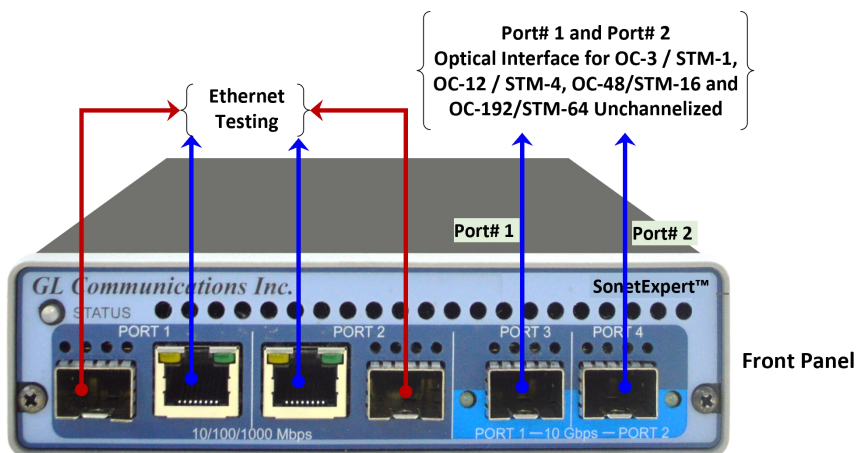 Port# 1 and Port# 2
Optical Interface for OC-3 / STM-1,
OC-12 / STM-4, OC-48/STM-16 and
OC-192/STM-64 Unchannelized
Ethernet
Testing
Port# 1
Port# 2
GL Communications Inc.
SonetExpert™
STATUS
PORT 1
PORT 2
PORT 3
PORT 4
Front Panel
10/100/1000 Mbps
PORT 1 — 10 Gbps — PORT 2